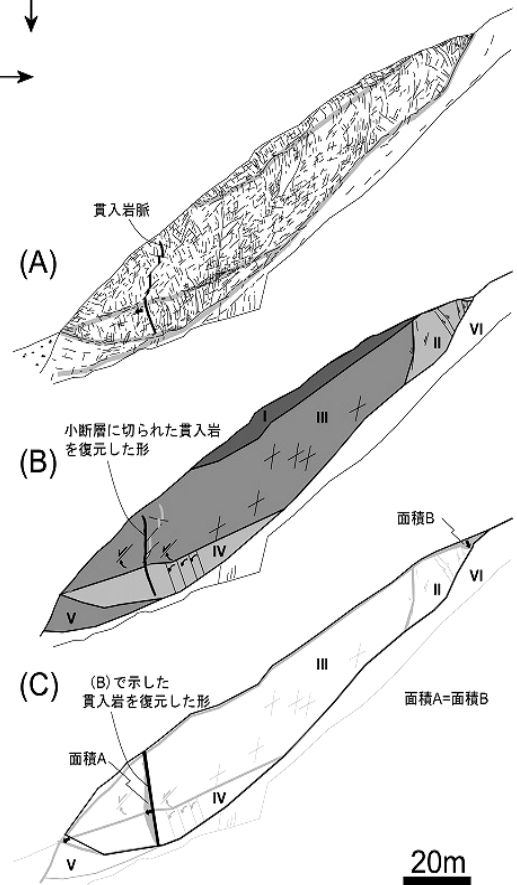 貫入岩脈
(A)
VI
II
I
III
小断層に切られた貫入岩
を復元した形
(B)
IV
V
面積B
VI
II
(C)
(B)で示した
貫入岩を復元した形
III
面積A=面積B
面積A
IV
V
20m